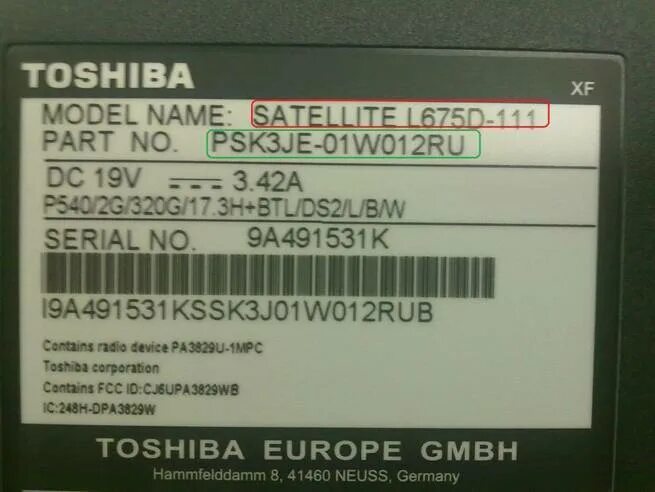 TOSHIBA
XF
MODEL NAME: SATELLITE L675D-111
PART NO. PSK3JE-01W012RU
DC 19V 3.42A
P540/2G/320G/17.3H+BTL/DS2/L/B/W
SERIAL NO. 9A491531K
I9A491531KSSK3J01W012RUB
Contains radio device PA3829U-1MPC
Toshiba corporation
Contains FCC ID:CJ6UPA3829WB
IC:248H-DPA3829W
TOSHIBA EUROPE GMBH
Hammfelddamm 8, 41460 NEUSS, Germany